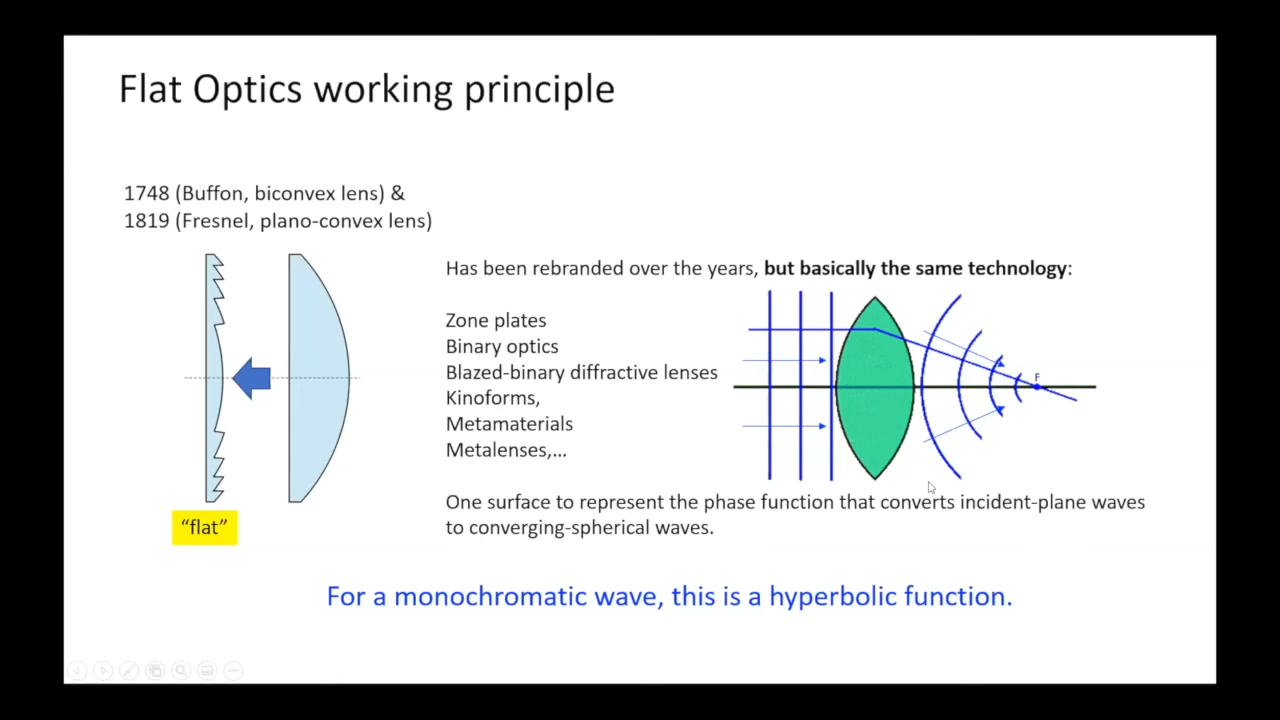 Flat Optics working principle
1748 (Buffon, biconvex lens) &
1819 (Fresnel, plano-convex lens)
Has been rebranded over the years, but basically the same technology:
Zone plates
Binary optics
Blazed-binary diffractive lenses
Kinoforms,
Metamaterials
Metalenses,...
F
One surface to represent the phase function that converts incident-plane waves
to converging-spherical waves.
“flat”
For a monochromatic wave, this is a hyperbolic function.